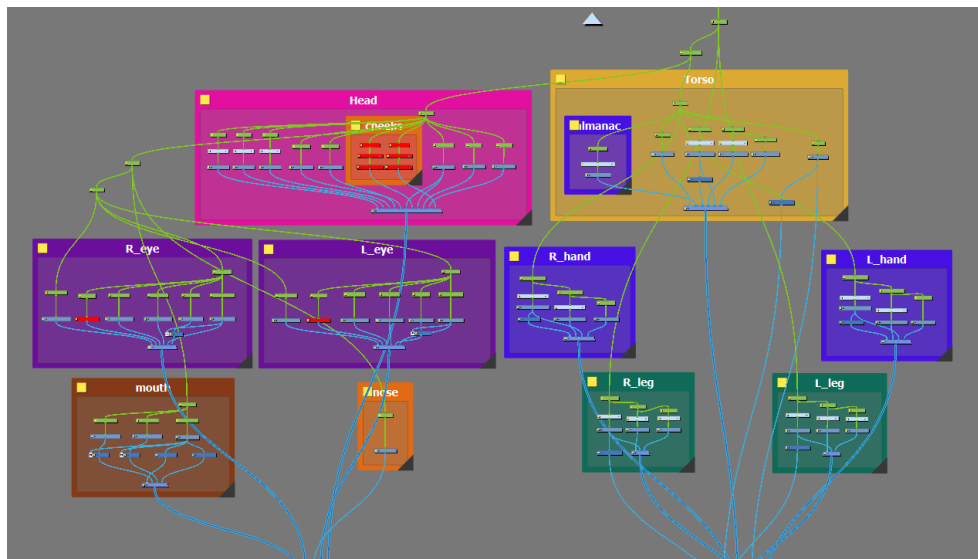 Torso
Head
cheeks
almanac
R_eye
L_eye
R_hand
L_hand
mouth
nose
R_leg
L_leg